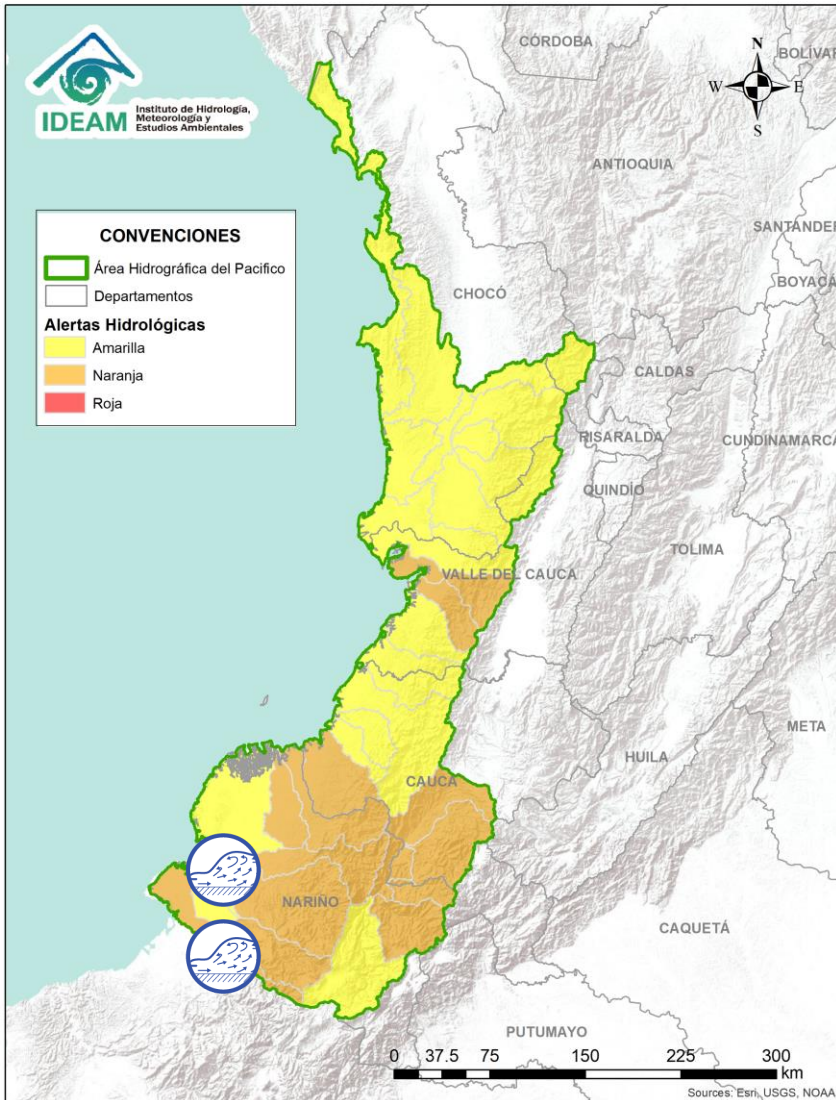 IDEAM
Instituto de Hidrología,
Meteorología y
Estudios Ambientales
CÓRDOBA
BOLÍVAR
N
W
E
S
ANTIOQUIA
SANTANDER
BOYACÁ
CONVENCIONES
Área Hidrográfica del Pacifico
Departamentos
Alertas Hidrológicas
Amarilla
Naranja
Roja
CHOCÓ
CALDAS
RISARALDA
CUNDINAMARCA
QUINDÍO
TOLIMA
VALLE DEL CAUCA
META
HUILA
CAUCA
NARIÑO
CAQUETÁ
PUTUMAYO
0 37.5 75 150 225 300
km
Sources: Esri, USGS, NOAA